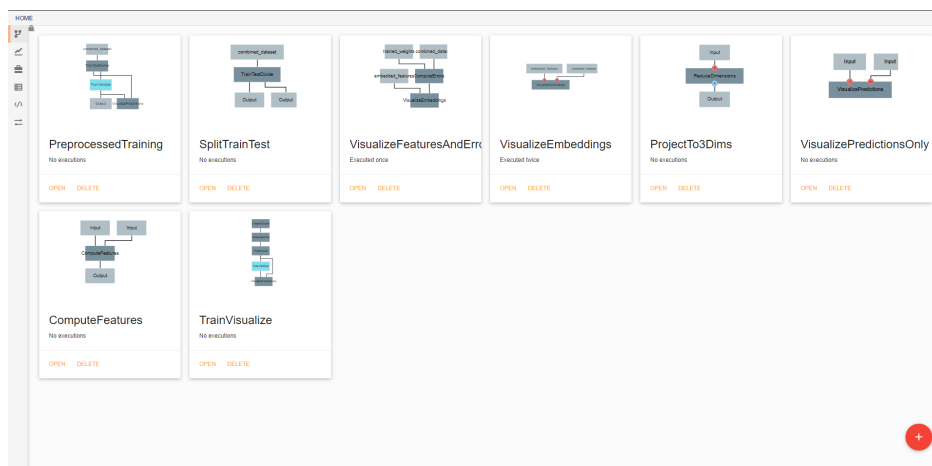 HOME
combined_dataset
Output
PreprocessedTraining
No executions
OPEN DELETE
combined_dataset
TrainTestDivide
Output Output
SplitTrainTest
No executions
OPEN DELETE
trained_weights combined_data
embedded_features ComputeErrors
VisualizeEmbeddings
VisualizeFeaturesAndErro
Executed once
OPEN DELETE
VisualizeEmbeddings
Executed twice
OPEN DELETE
Input
ReduceDimensions
Output
ProjectTo3Dims
No executions
OPEN DELETE
Input Input
VisualizePredictions
VisualizePredictionsOnly
No executions
OPEN DELETE
Input Input
ComputeFeatures
Output
ComputeFeatures
No executions
OPEN DELETE
TrainVisualize
No executions
OPEN DELETE